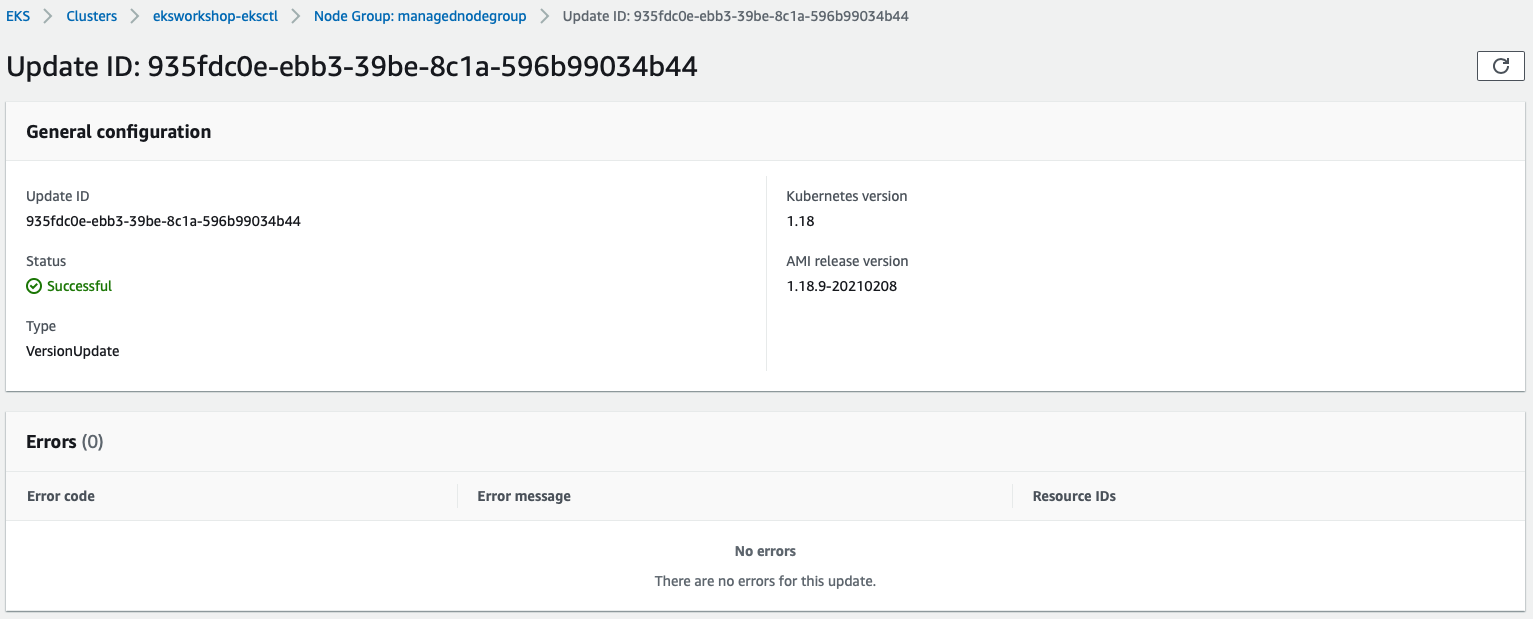 EKS > Clusters > eksworkshop-eksctl > Node Group: managednodegroup > Update ID: 935fdc0e-ebb3-39be-8c1a-596b99034b44
Update ID: 935fdc0e-ebb3-39be-8c1a-596b99034b44
General configuration
Update ID
935fdc0e-ebb3-39be-8c1a-596b99034b44
Status
Successful
Type
VersionUpdate
Kubernetes version
1.18
AMI release version
1.18.9-20210208
Errors (0)
Error code Error message Resource IDs
No errors
There are no errors for this update.